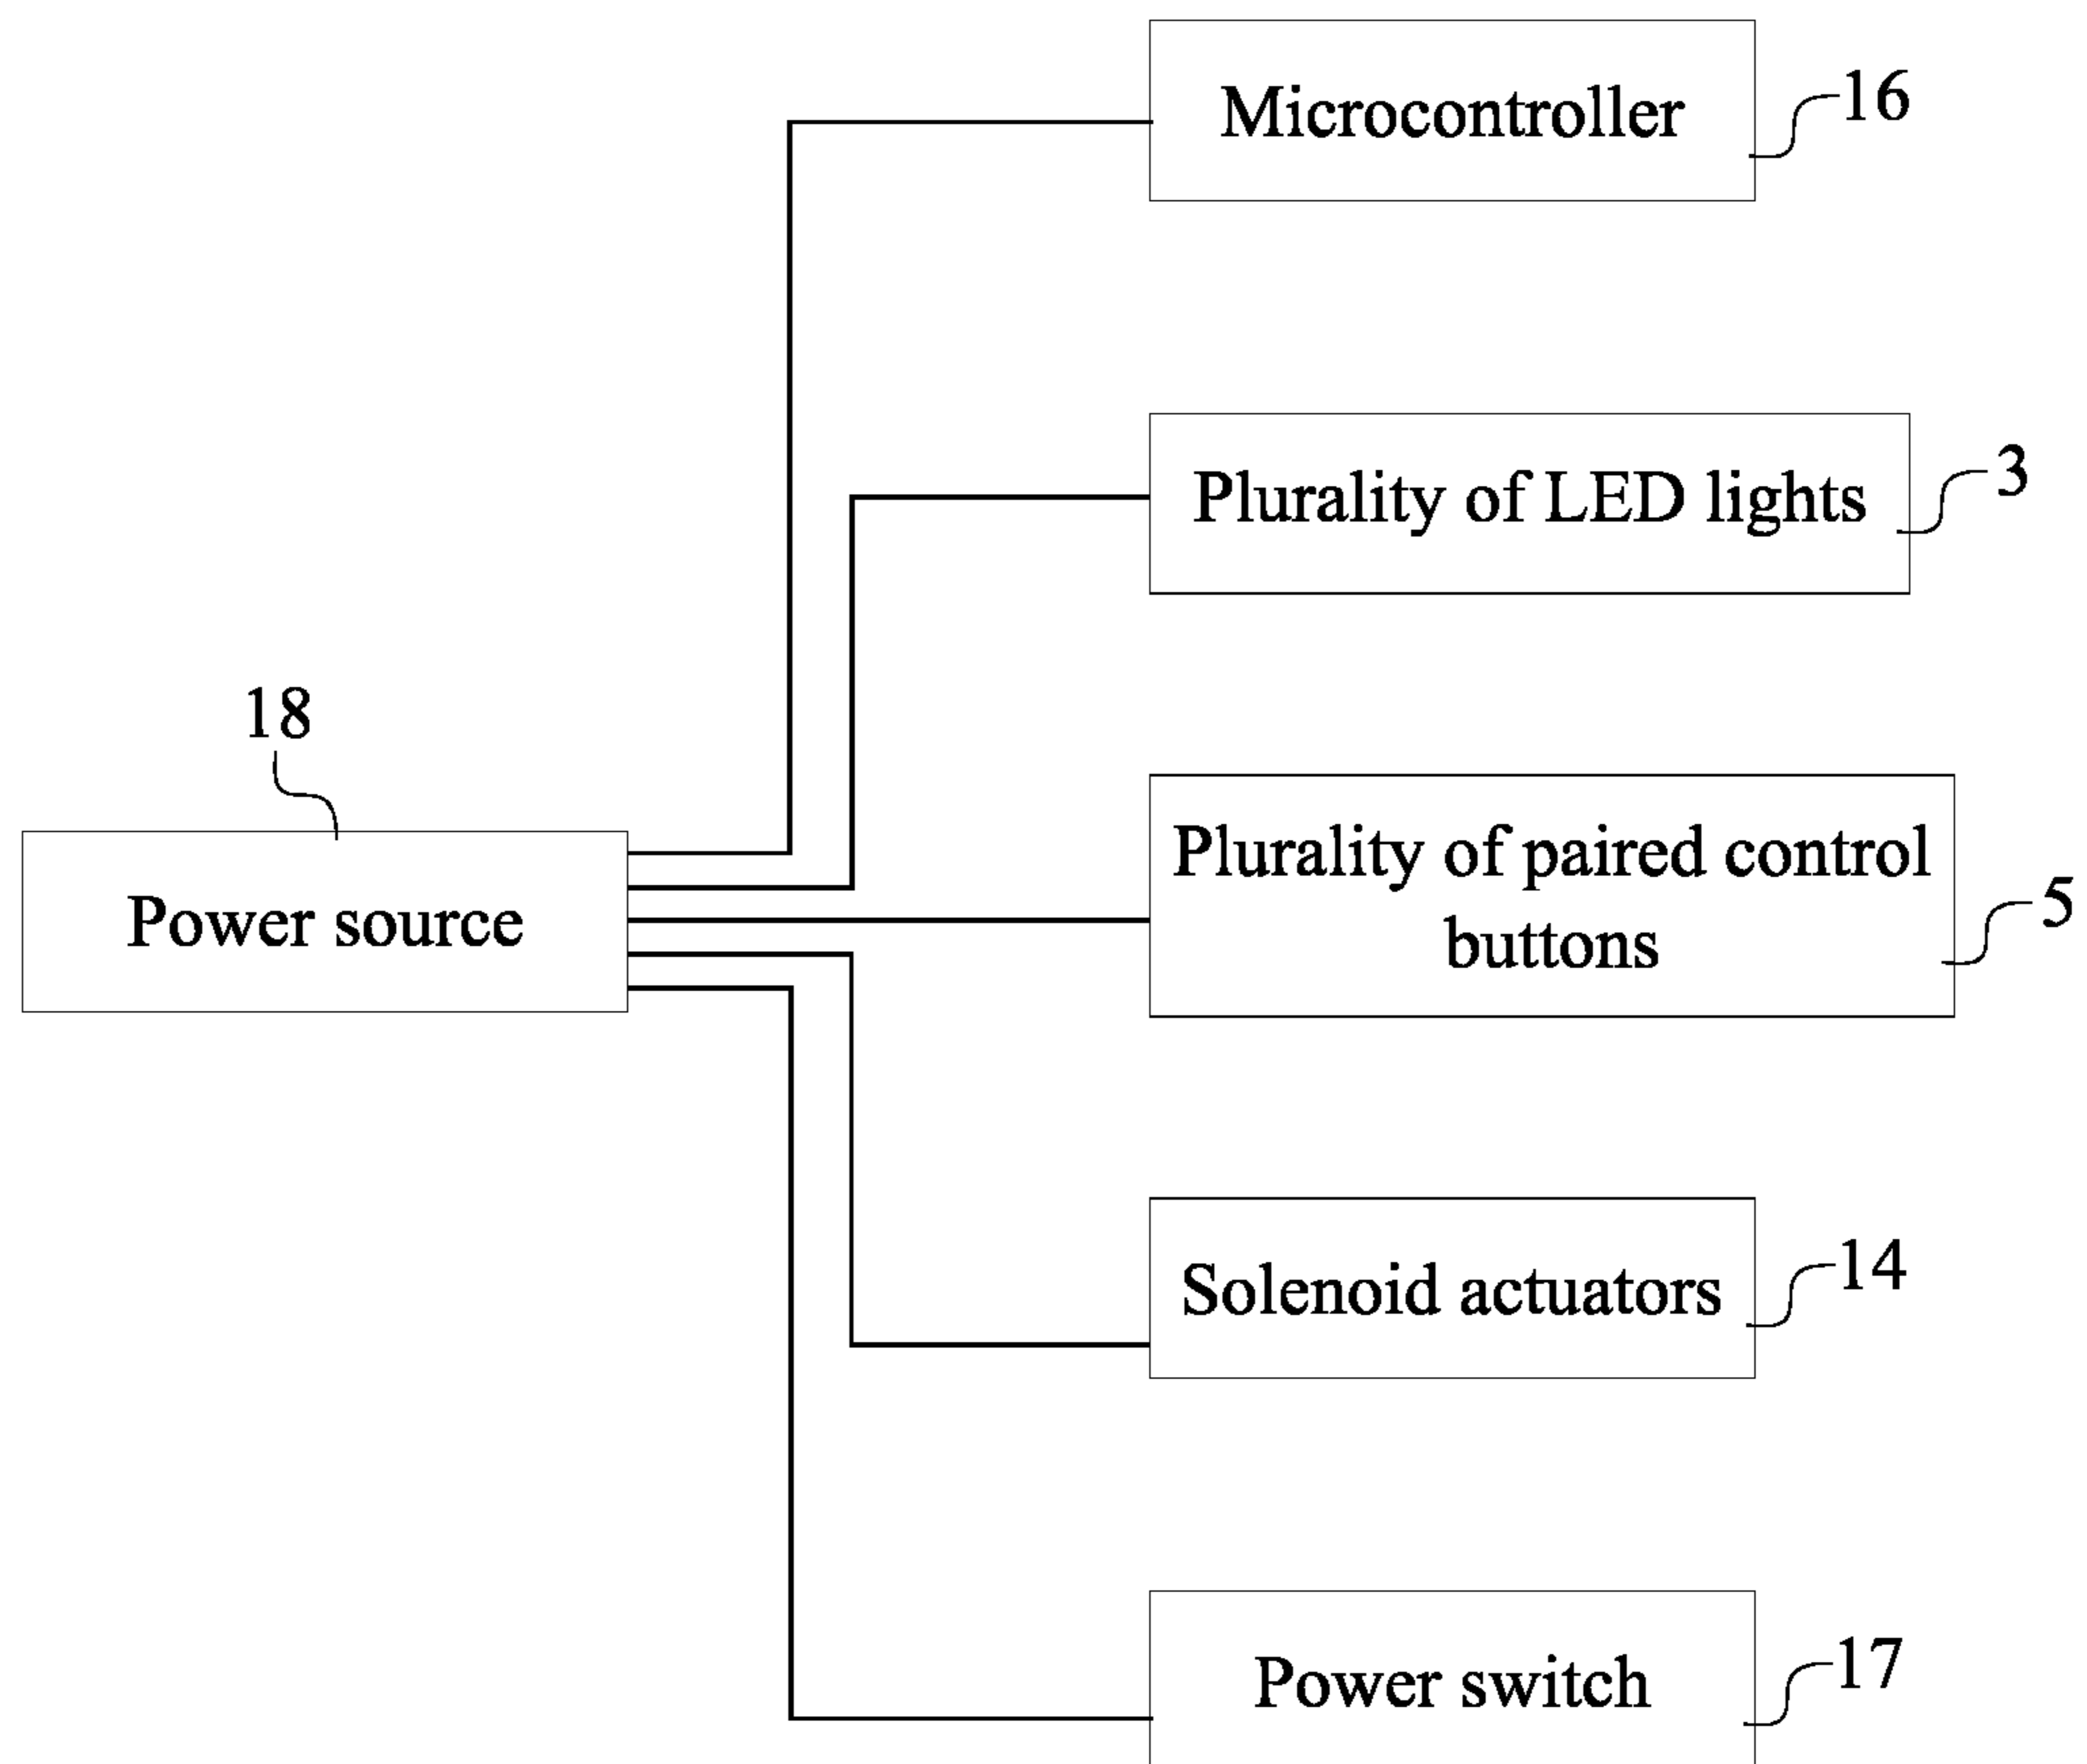 Microcontroller
16
Plurality of LED lights
3
18
Power source
Plurality of paired control
buttons
5
Solenoid actuators
14
Power switch
17